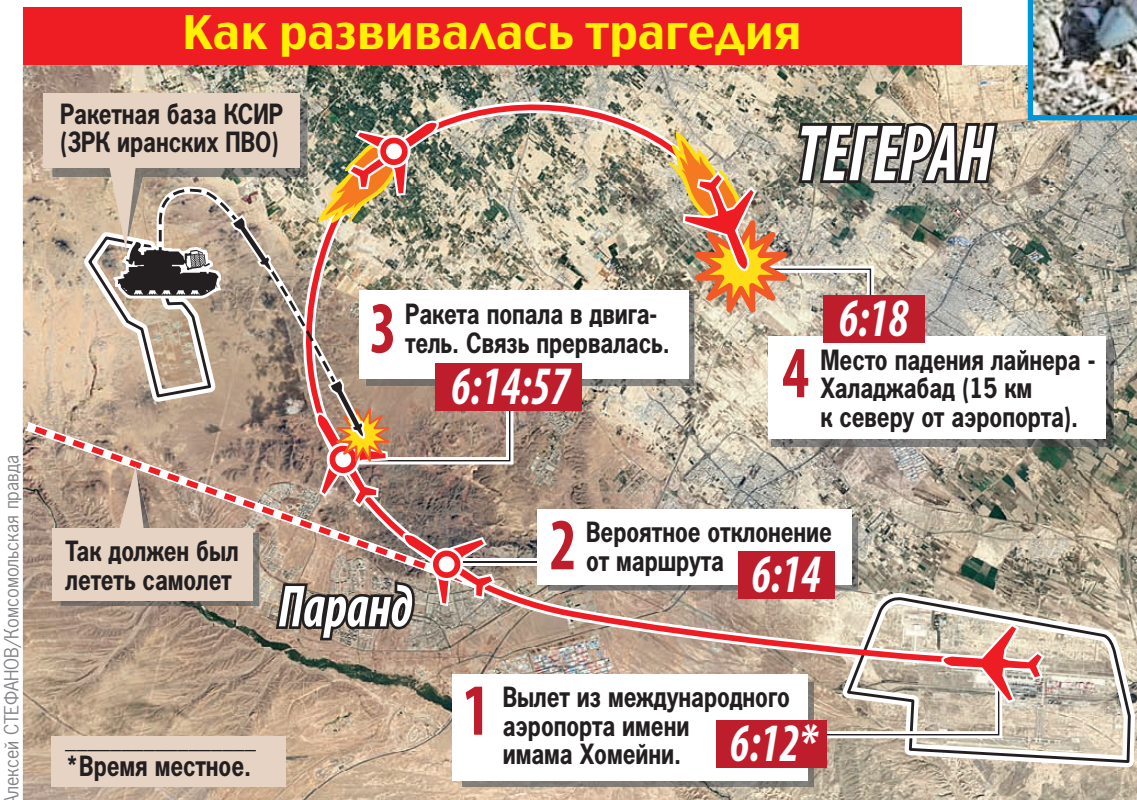 Как развивалась трагедия
Ракетная база КСИР
(ЗРК иранских ПВО)
ТЕГЕРАН
3 Ракета попала в двига-
тель. Связь прервалась.
6:14:57
6:18
4 Место падения лайнера -
Халаджабад (15 км
к северу от аэропорта).
Так должен был
лететь самолет
2 Вероятное отклонение
от маршрута
6:14
Паранд
1 Вылет из международного
аэропорта имени
имама Хомейни.
6:12*
*Время местное.
Алексей СТЕФАНОВ/Комсомольская правда